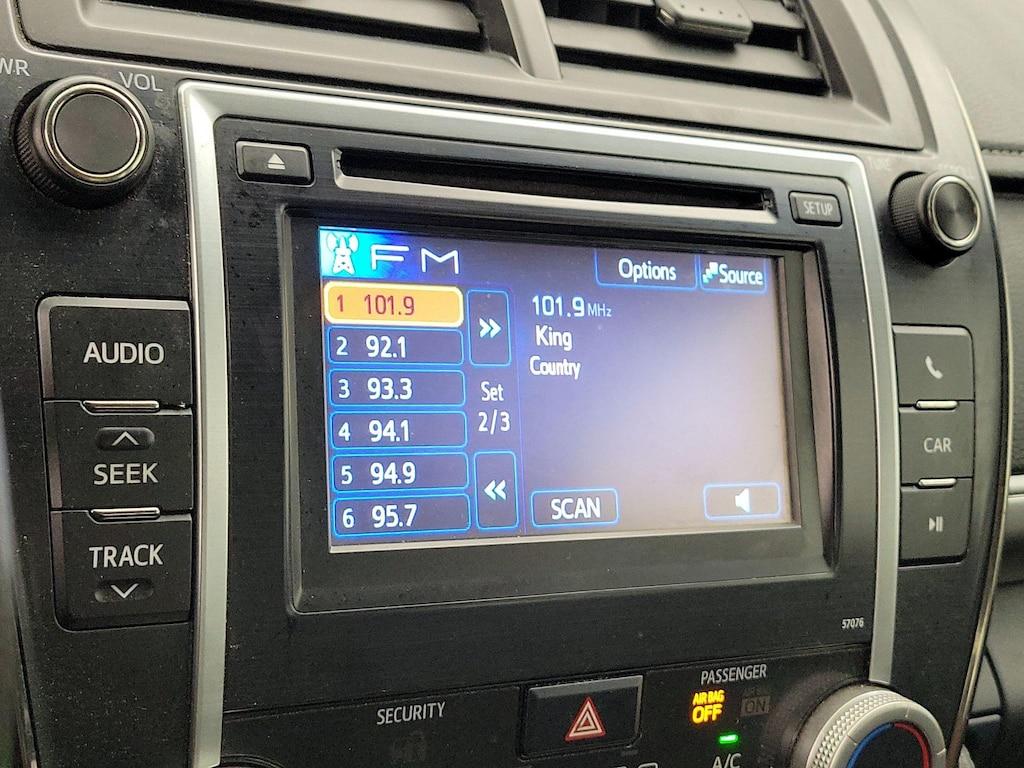 VOL
SETUP
FM
Options
Source
1 101.9
2 92.1
3 93.3
4 94.1
5 94.9
6 95.7
Set
2/3
101.9 MHz
King
Country
SCAN
AUDIO
SEEK
TRACK
CAR
57076
SECURITY
PASSENGER
AIR BAG
OFF
ON
A/C